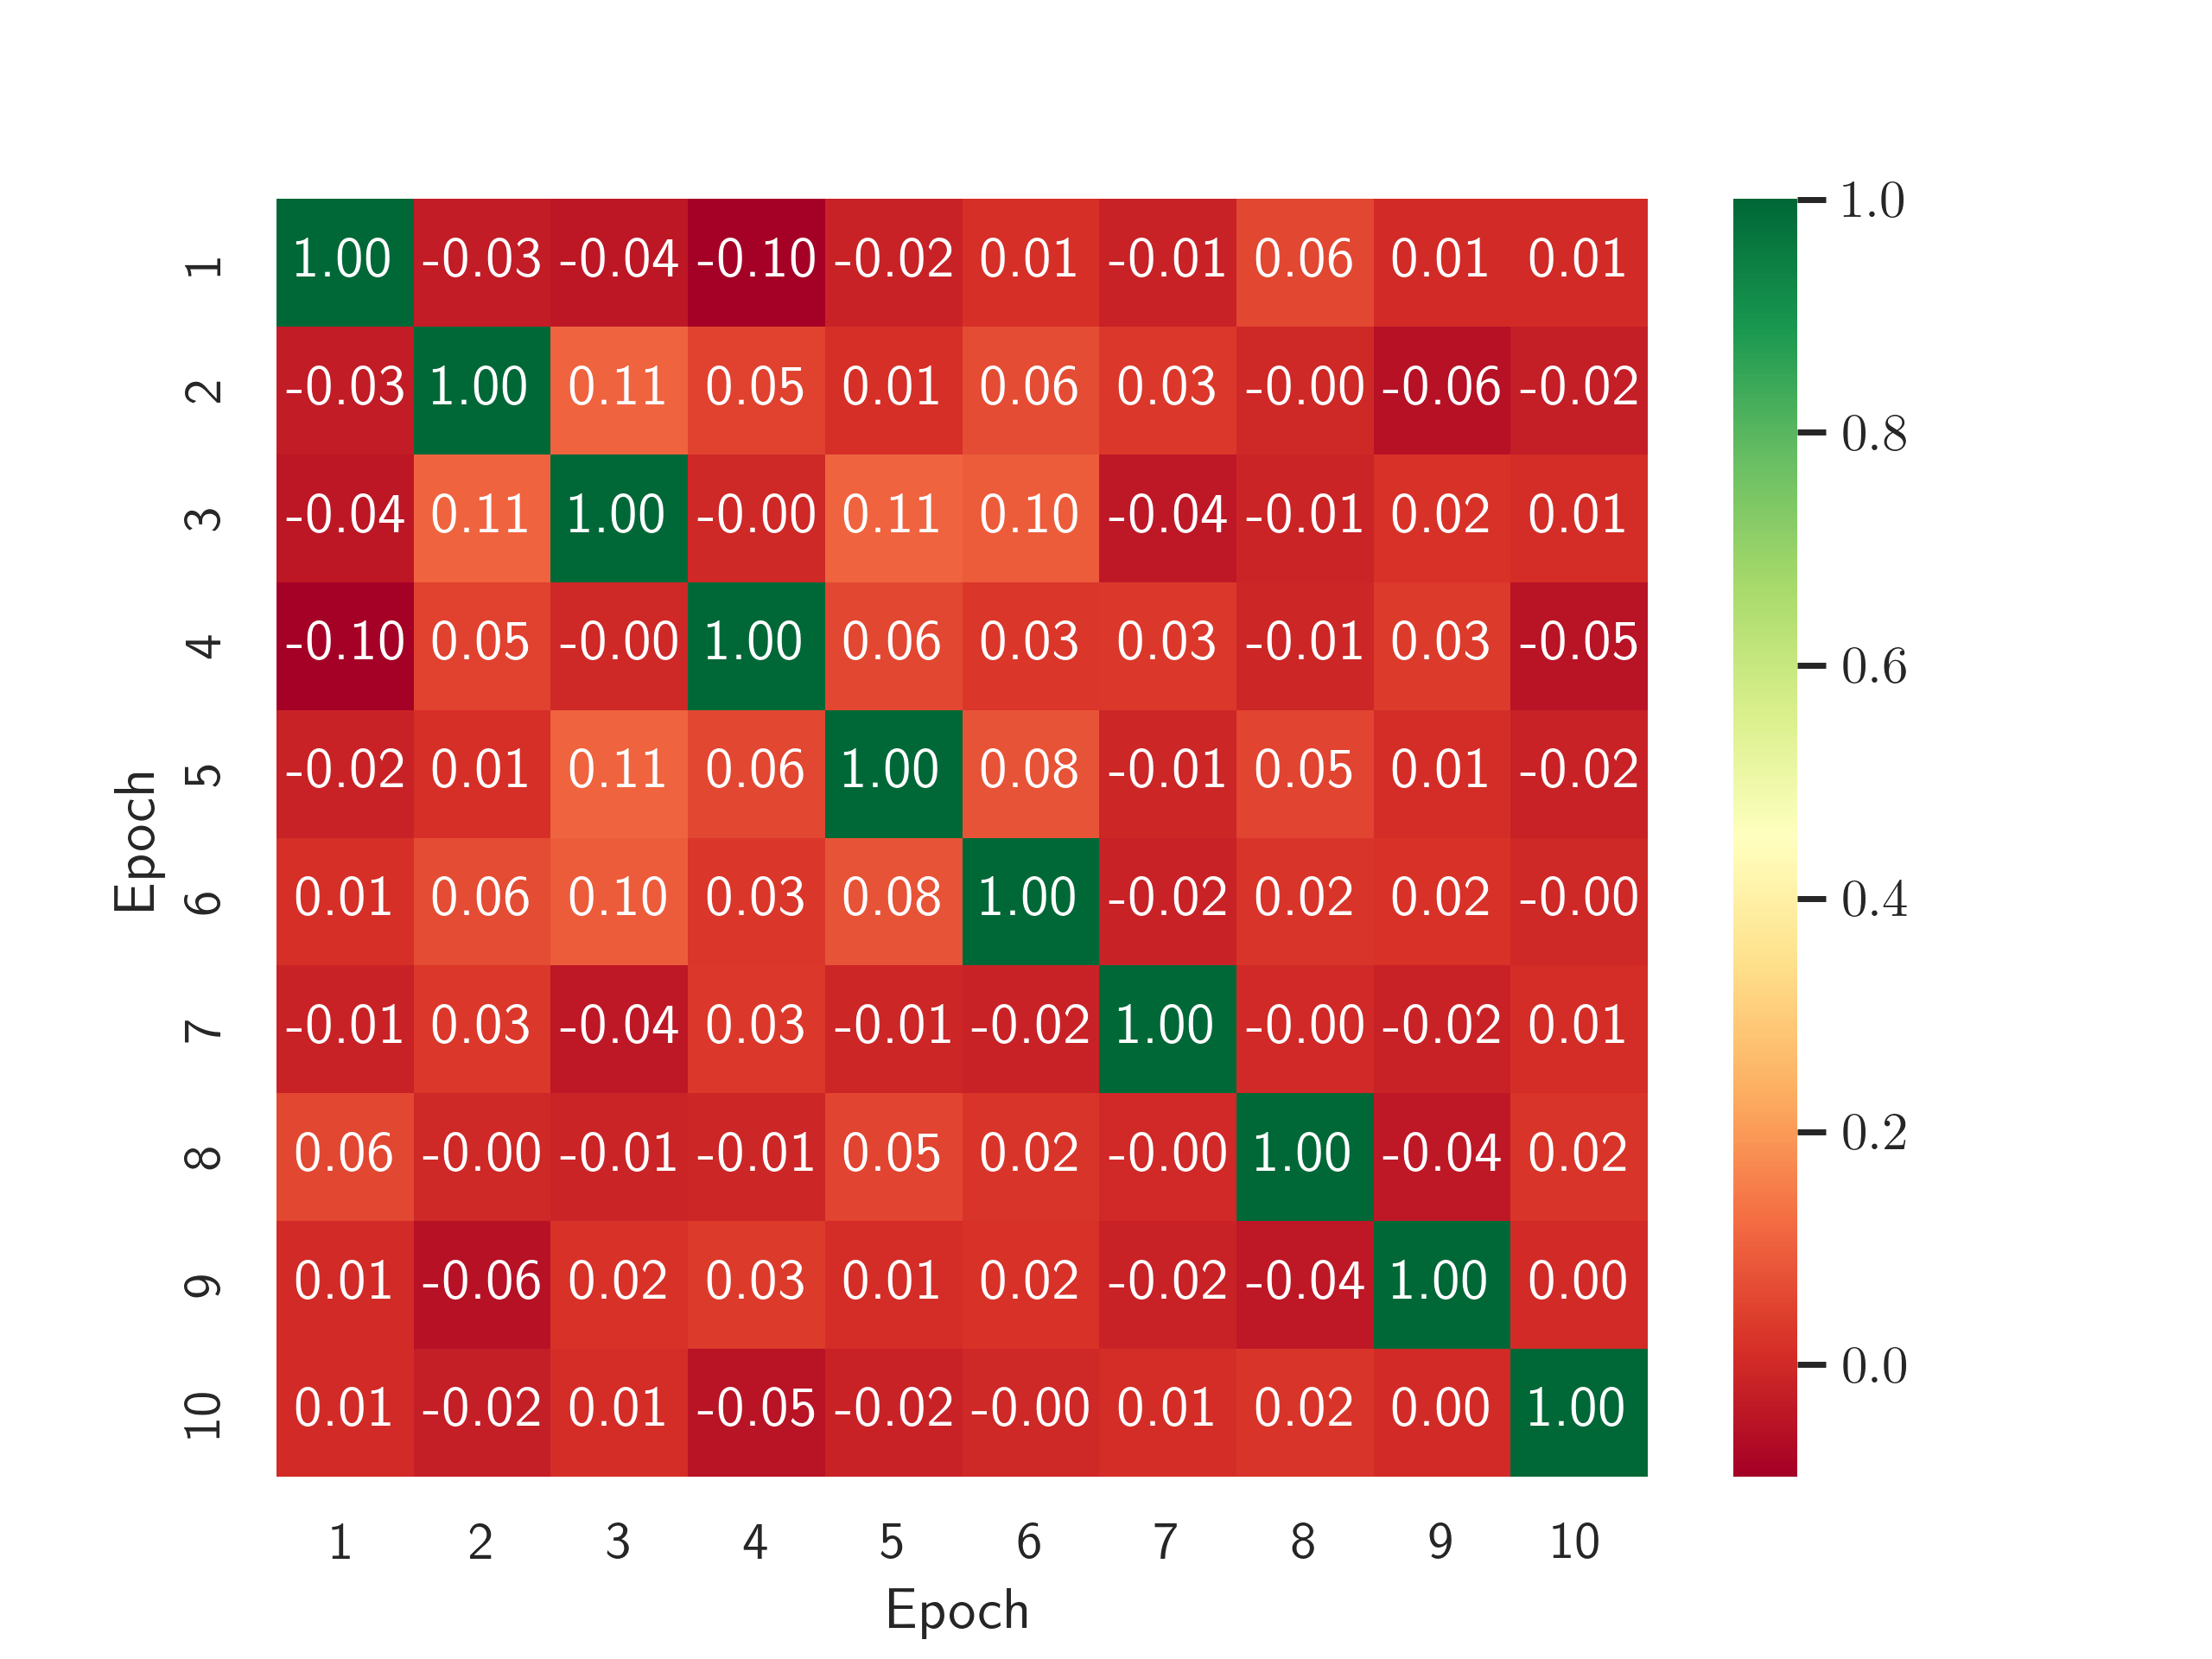 1 1.00 -0.03 -0.04 -0.10 -0.02 0.01 -0.01 0.06 0.01 0.01
2 -0.03 1.00 0.11 0.05 0.01 0.06 0.03 -0.00 -0.06 -0.02
3 -0.04 0.11 1.00 -0.00 0.11 0.10 -0.04 -0.01 0.02 0.01
4 -0.10 0.05 -0.00 1.00 0.06 0.03 0.03 -0.01 0.03 -0.05
5 -0.02 0.01 0.11 0.06 1.00 0.08 -0.01 0.05 0.01 -0.02
6 0.01 0.06 0.10 0.03 0.08 1.00 -0.02 0.02 0.02 -0.00
7 -0.01 0.03 -0.04 0.03 -0.01 -0.02 1.00 -0.00 -0.02 0.01
8 0.06 -0.00 -0.01 -0.01 0.05 0.02 -0.00 1.00 -0.04 0.02
9 0.01 -0.06 0.02 0.03 0.01 0.02 -0.02 -0.04 1.00 0.00
10 0.01 -0.02 0.01 -0.05 -0.02 -0.00 0.01 0.02 0.00 1.00
1 2 3 4 5 6 7 8 9 10
Epoch
Epoch
1.0
0.8
0.6
0.4
0.2
0.0